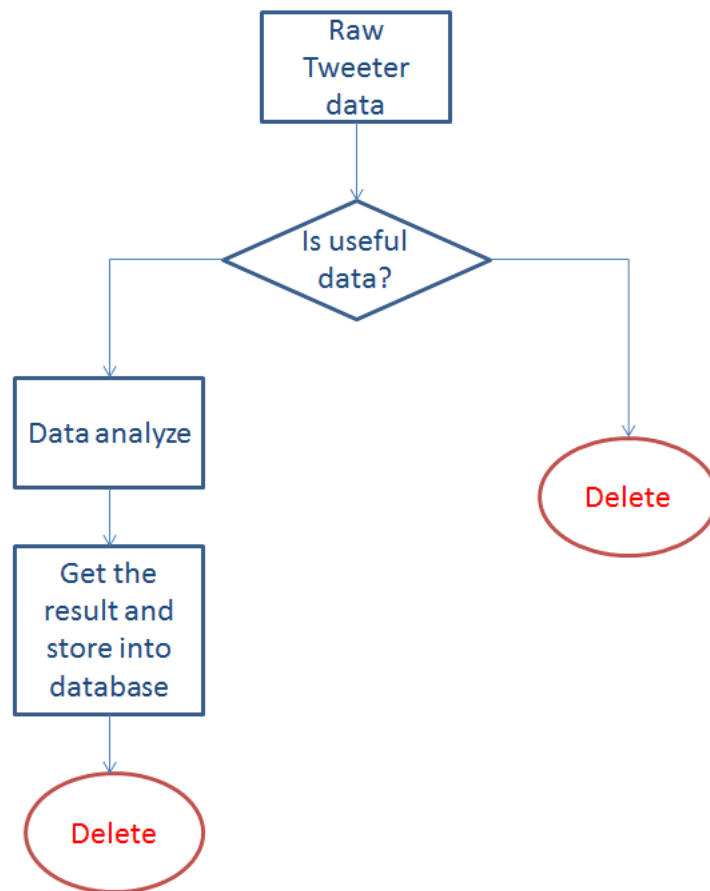 Raw
Tweeter
data
Is useful
data?
Data analyze
Delete
Get the
result and
store into
database
Delete